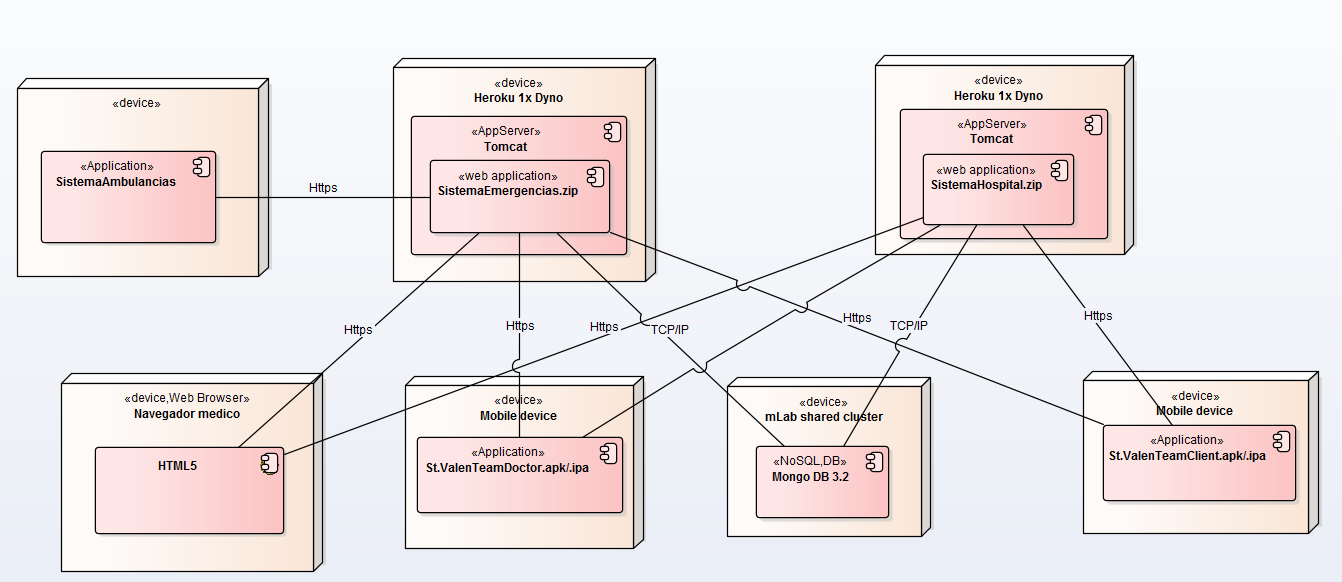 «device»
«Application»
SistemaAmbulancias
Https
«device»
Heroku 1x Dyno
«AppServer»
Tomcat
«web application»
SistemaEmergencias.zip
«device»
Heroku 1x Dyno
«AppServer»
Tomcat
«web application»
SistemaHospital.zip
Https
Https
Https
TCP/IP
Https
TCP/IP
Https
«device,Web Browser»
Navegador medico
HTML5
«device»
Mobile device
«Application»
St.ValenTeamDoctor.apk/.ipa
«device»
mLab shared cluster
«NoSQL,DB»
Mongo DB 3.2
«device»
Mobile device
«Application»
St.ValenTeamClient.apk/.ipa